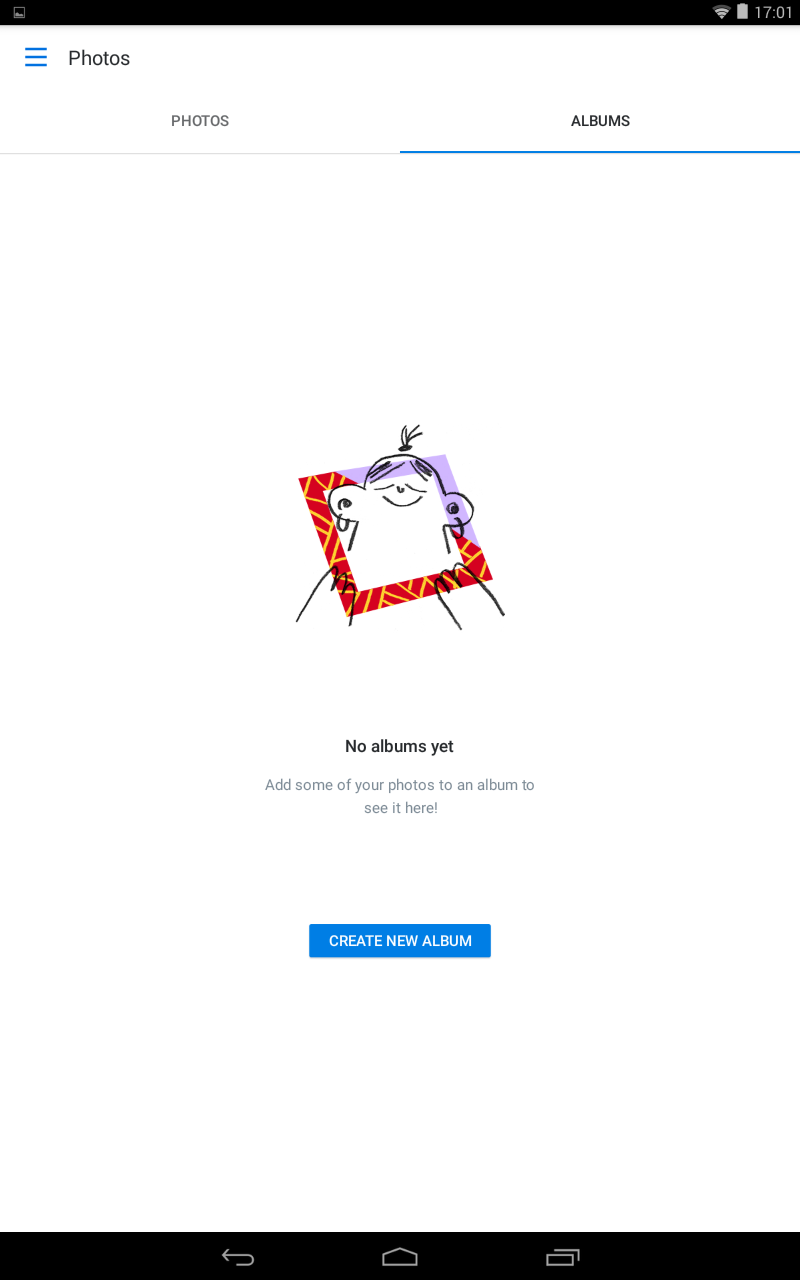 17:01
Photos
PHOTOS
ALBUMS
No albums yet
Add some of your photos to an album to
see it here!
CREATE NEW ALBUM